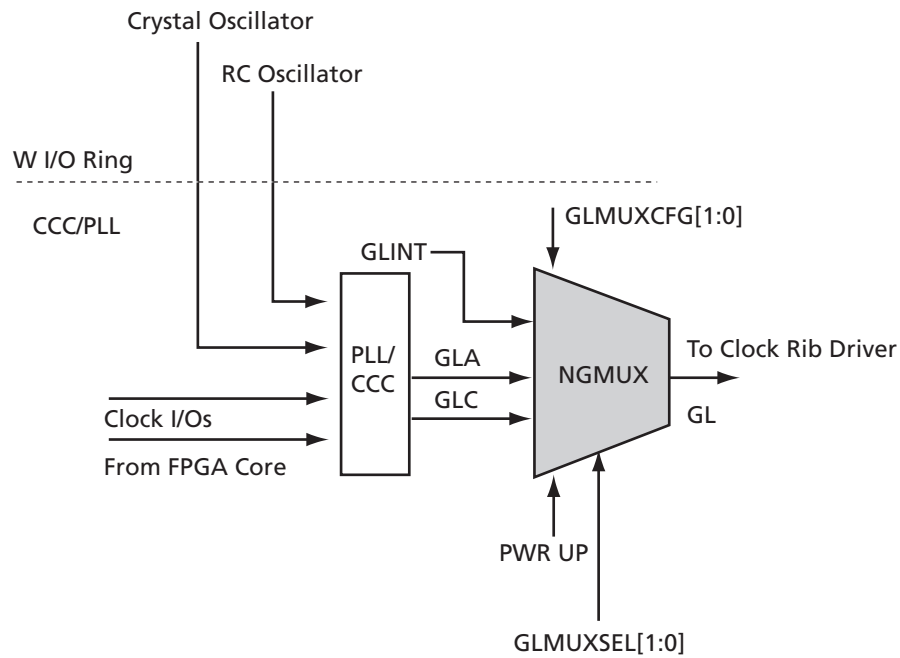 Crystal Oscillator
RC Oscillator
W I/O Ring
CCC/PLL
GLMUXCFG[1:0]
GLINT
PLL/
CCC
GLA
GLC
NGMUX
To Clock Rib Driver
GL
Clock I/Os
From FPGA Core
PWR UP
GLMUXSEL[1:0]